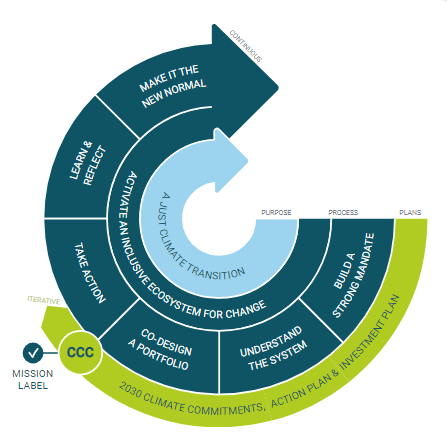 CONTINUOUS
MAKE IT THE
NEW NORMAL
LEARN &
REFLECT
ACTIVATE AN INCLUSIVE ECOSYSTEM FOR CHANGE
A JUST CLIMATE TRANSITION
PURPOSE
PROCESS
PLANS
BUILD A
STRONG MANDATE
TAKE ACTION
UNDERSTAND
THE SYSTEM
CO-DESIGN
A PORTFOLIO
ITERATIVE
CCC
MISSION
LABEL
2030 CLIMATE COMMITMENTS, ACTION PLAN & INVESTMENT PLAN